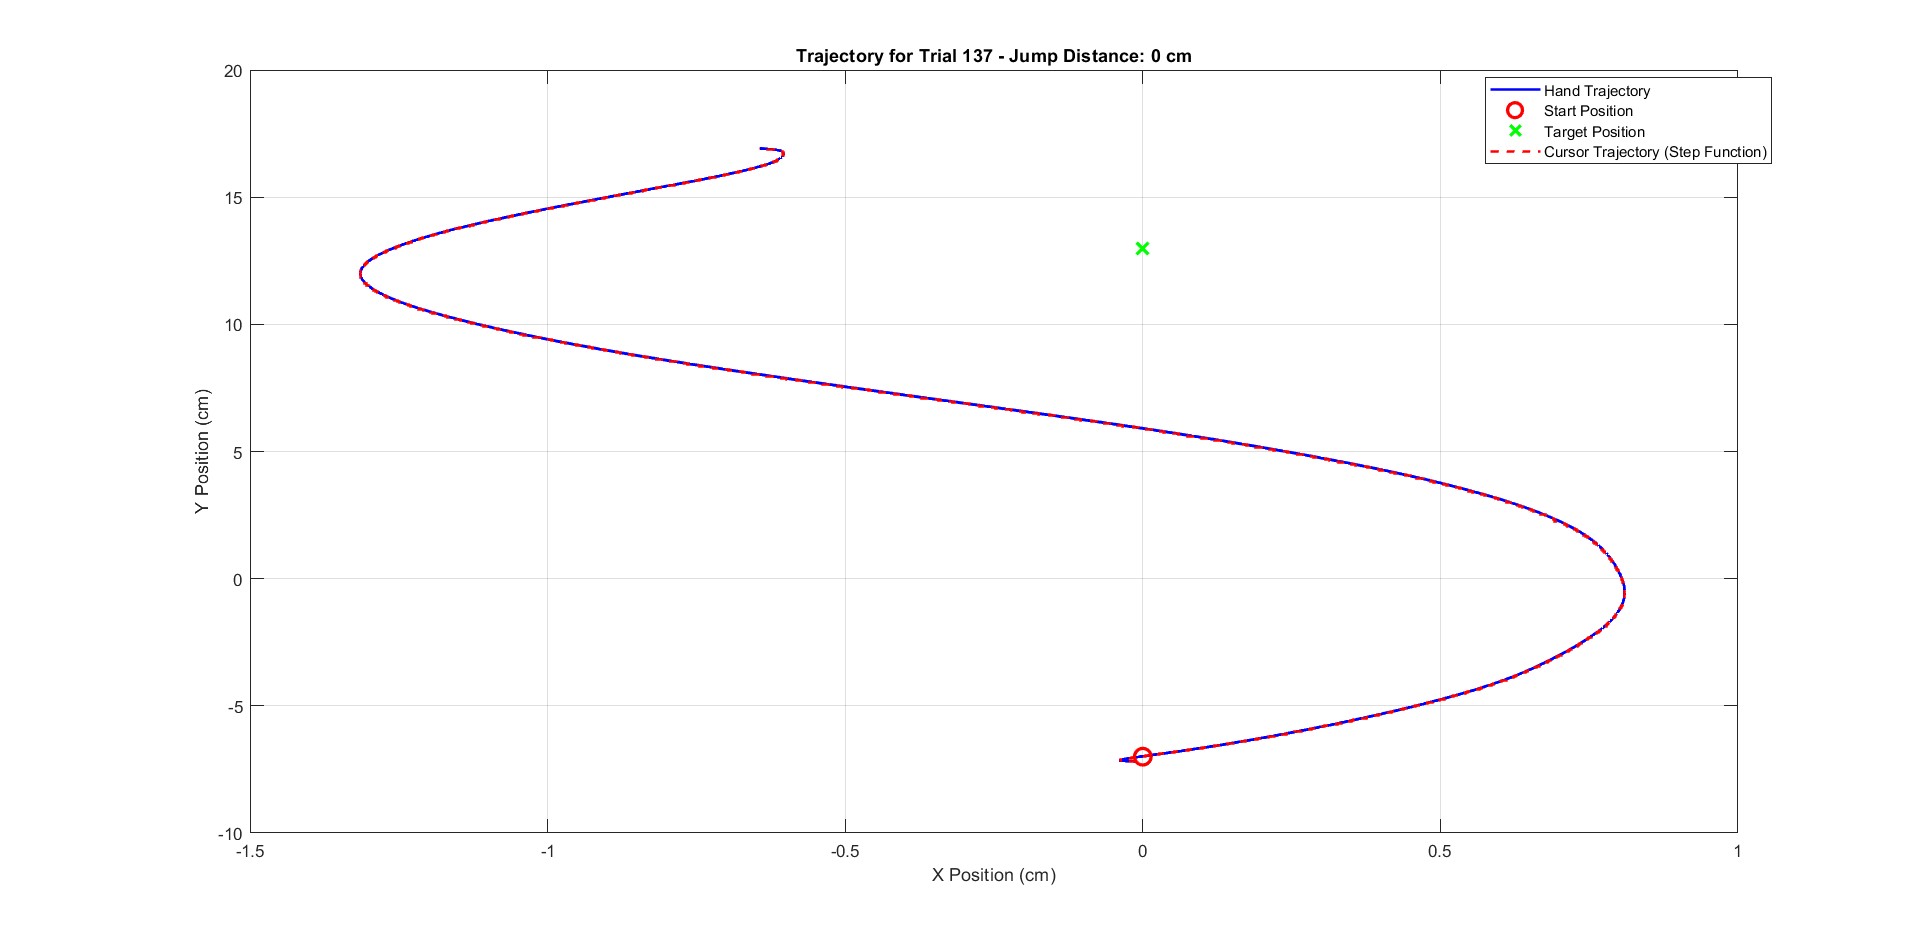 Trajectory for Trial 137 - Jump Distance: 0 cm
Hand Trajectory
Start Position
Target Position
Cursor Trajectory (Step Function)
20
15
10
5
0
-5
-10
Y Position (cm)
-1.5 -1 -0.5 0 0.5 1
X Position (cm)